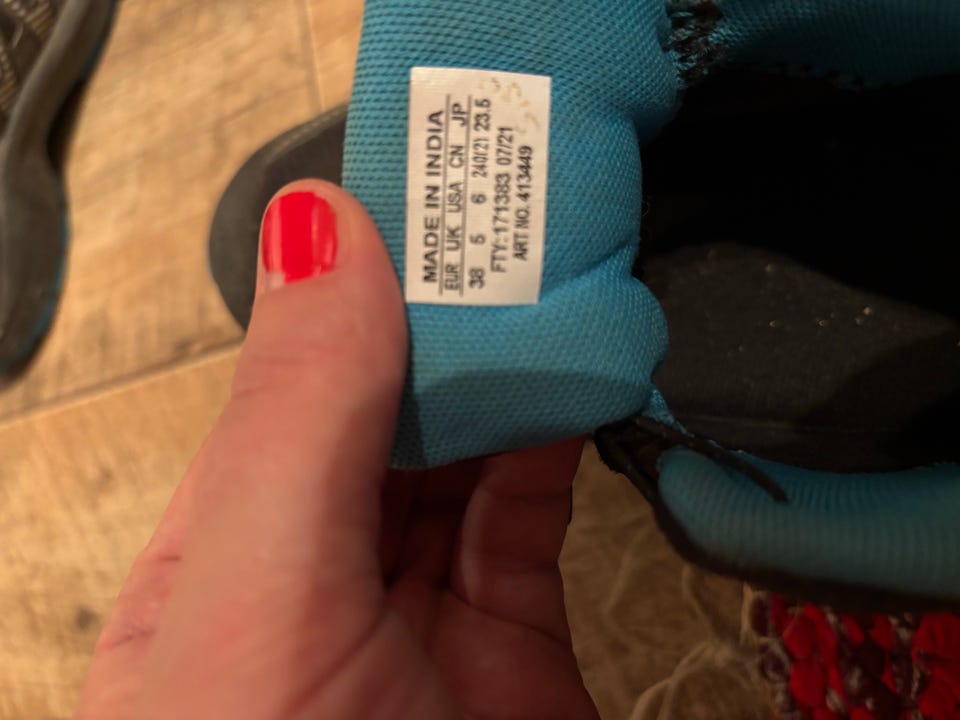 MADE IN INDIA
EUR UK USA CN JP
38 5 6 240/21 23.5
FTY: 171383 07/21
ART NO. 413449